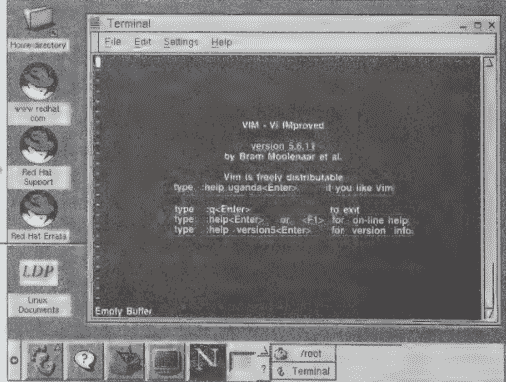 Terminal
File Edit Settings Help
Home directory
www.redhat.
com
Red Hat
Support
Red Hat Errata
LDP
Linux
Documents
VIM - Vi IMproved
version 5.6.11
by Bram Moolenaar et al.
Vim is freely distributable
type :help uganda<Enter> if you like Vim
type :q<Enter> to exit
type :help<Enter> or <F1> for on-line help
type :help version5<Enter> for version info
Empty Buffer
N
?
/root
Terminal